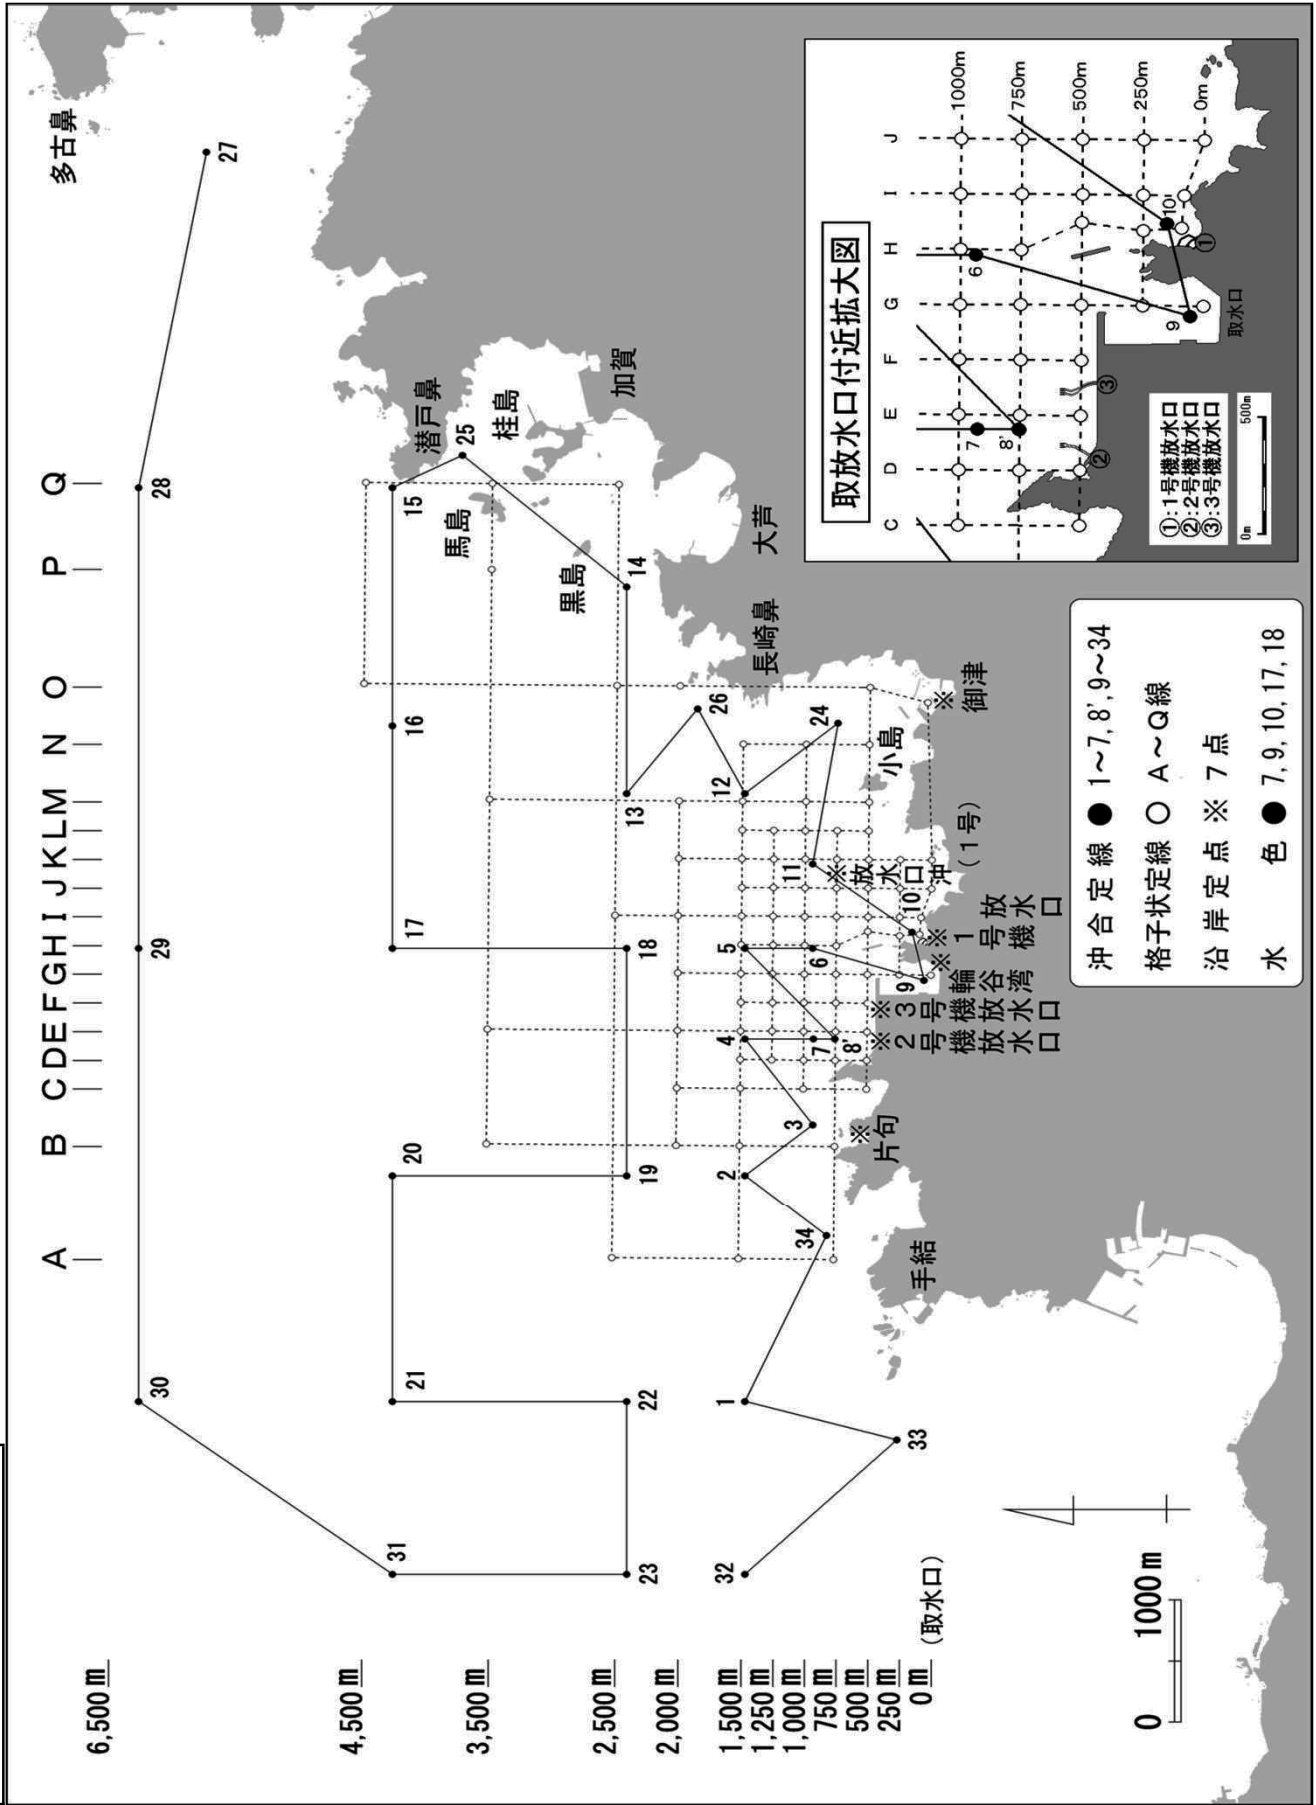 A B C D E F G H I J K L M N O P Q
6,500m
4,500m
3,500m
2,500m
2,000m
1,500m
1,250m
1,000m
750m
500m
250m
0m
(取水口)
30
29
28
27
31
21
20
17
16
15
25
23
22
19
18
13
14
26
32
1
2
4
5
12
34
3
7
8'
6
11
24
33
9
10
多古鼻
潜戸鼻
桂島
加賀
馬島
黒島
大芦
長崎鼻
小島
※御津
※放水口沖(1号)
※1号機放水口
※輪谷湾
※3号機放水口
※2号機放水口
※片句
手結
0 1000m
沖合定線 ● 1~7,8',9~34
格子状定線 ○ A~Q線
沿岸定点 ※ 7点
水色 ● 7,9,10,17,18
取放水口付近拡大図
C D E F G H I J
1000m
750m
500m
250m
0m
7
8'
6
9
10
①
②
③
取水口
①:1号機放水口
②:2号機放水口
③:3号機放水口
0m 500m